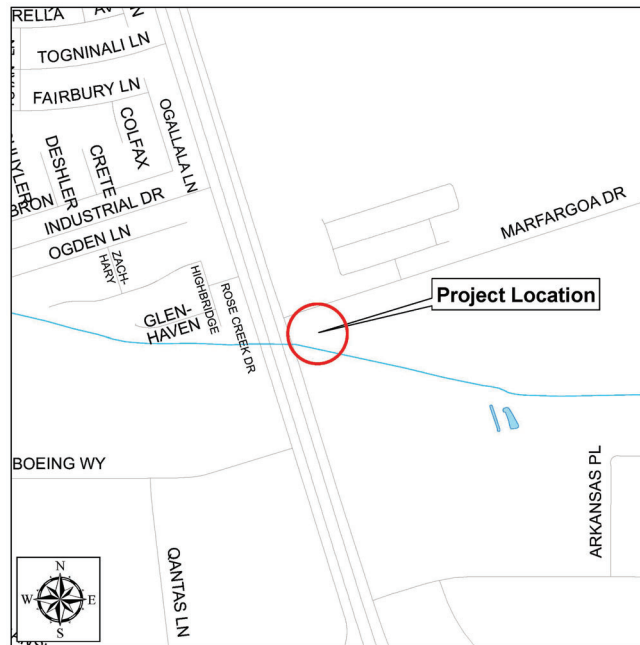 RELLA
AV
N
TOGNINALI LN
FAIRBURY LN
OGALLALA LN
COLFAX
CRETE
DESHLER
BRON
INDUSTRIAL DR
OGDEN LN
ZACH-
HARY
HIGHBRIDGE
ROSE CREEK DR
GLEN-
HAVEN
MARFARGOA DR
Project Location
BOEING WY
QANTAS LN
ARKANSAS PL
N
W
E
S